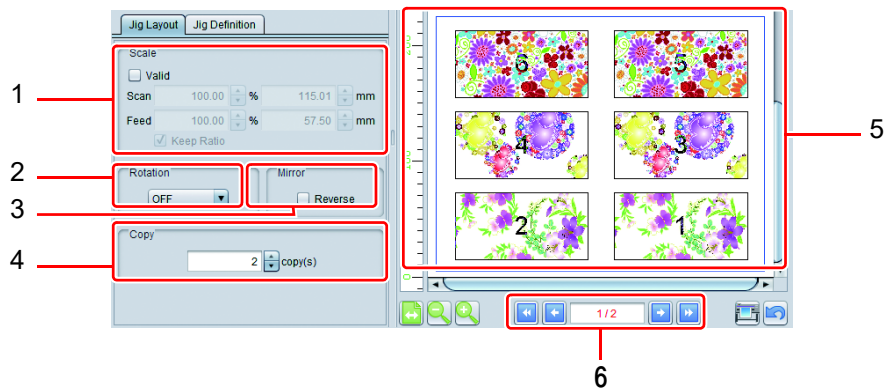 Jig Layout Jig Definition
Scale
Valid
Scan 100.00 % 115.01 mm
Feed 100.00 % 57.50 mm
Keep Ratio
Rotation Mirror
OFF Reverse
Copy
2 copy(s)
1
2
3
4
6 5
4 3
2 1
0
1/2
5
6